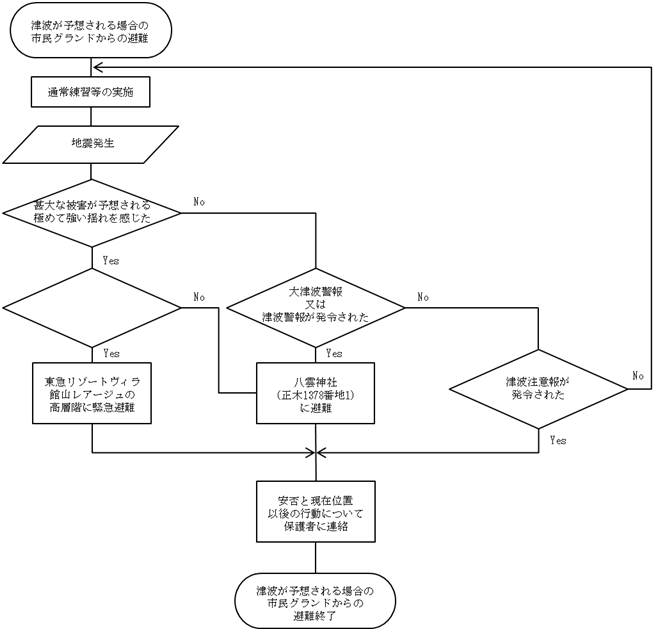 津波が予想される場合の
市民グランドからの避難
通常練習等の実施
地震発生
甚大な被害が予想される
極めて強い揺れを感じた
No
Yes
No
Yes
大津波警報
又は
津波警報が発令された
No
Yes
東急リゾートヴィラ
館山レアージュの
高層階に緊急避難
八雲神社
(正木1378番地1)
に避難
津波注意報が
発令された
No
Yes
安否と現在位置
以後の行動について
保護者に連絡
津波が予想される場合の
市民グランドからの
避難終了